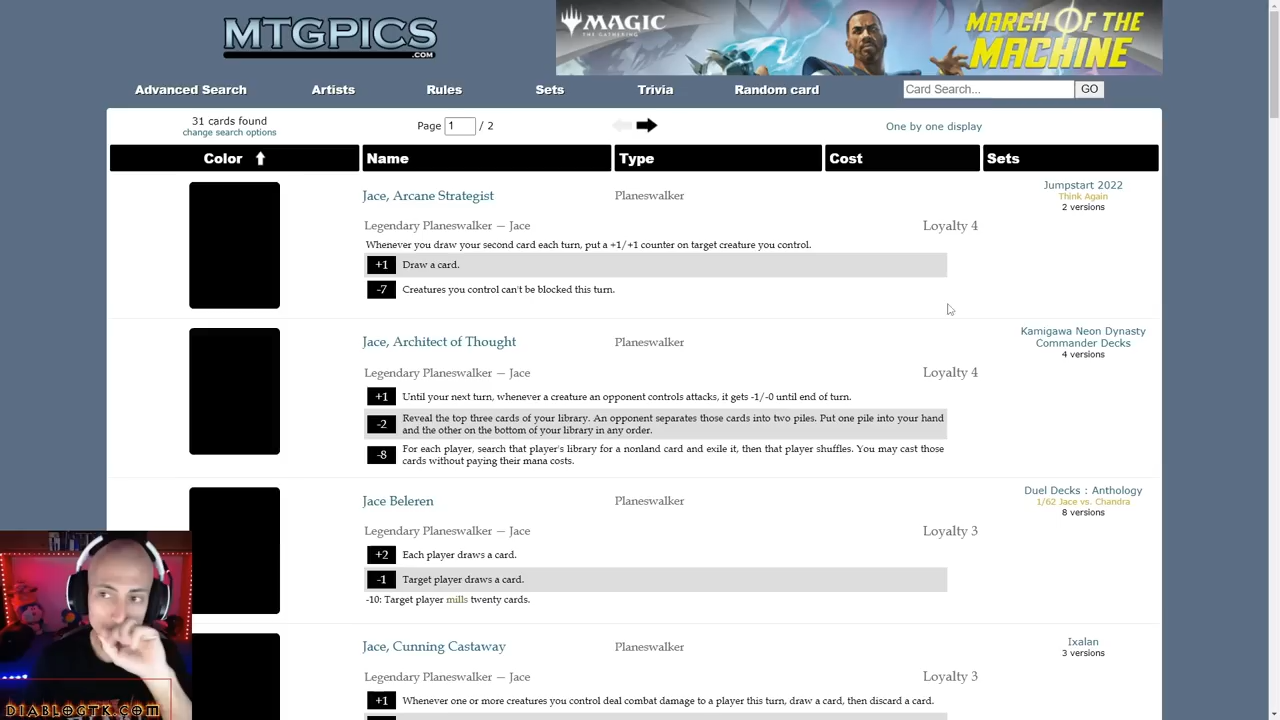 MTGPICS
.COM
MAGIC
THE GATHERING
MARCH OF THE
MACHINE
Advanced Search
Artists
Rules
Sets
Trivia
Random card
Card Search...
GO
31 cards found
change search options
Page 1 / 2
One by one display
Color
Name
Type
Cost
Sets
Jace, Arcane Strategist
Planeswalker
Jumpstart 2022
Think Again
2 versions
Legendary Planeswalker — Jace
Loyalty 4
Whenever you draw your second card each turn, put a +1/+1 counter on target creature you control.
+1 Draw a card.
-7 Creatures you control can't be blocked this turn.
Jace, Architect of Thought
Planeswalker
Kamigawa Neon Dynasty
Commander Decks
4 versions
Legendary Planeswalker — Jace
Loyalty 4
+1 Until your next turn, whenever a creature an opponent controls attacks, it gets -1/-0 until end of turn.
-2 Reveal the top three cards of your library. An opponent separates those cards into two piles. Put one pile into your hand
and the other on the bottom of your library in any order.
-8 For each player, search that player's library for a nonland card and exile it, then that player shuffles. You may cast those
cards without paying their mana costs.
Jace Beleren
Planeswalker
Duel Decks : Anthology
1/62 Jace vs. Chandra
8 versions
Legendary Planeswalker — Jace
Loyalty 3
+2 Each player draws a card.
-1 Target player draws a card.
-10: Target player mills twenty cards.
Jace, Cunning Castaway
Planeswalker
Ixalan
3 versions
Legendary Planeswalker — Jace
Loyalty 3
+1 Whenever one or more creatures you control deal combat damage to a player this turn, draw a card, then discard a card.
DIABLOGTK.COM